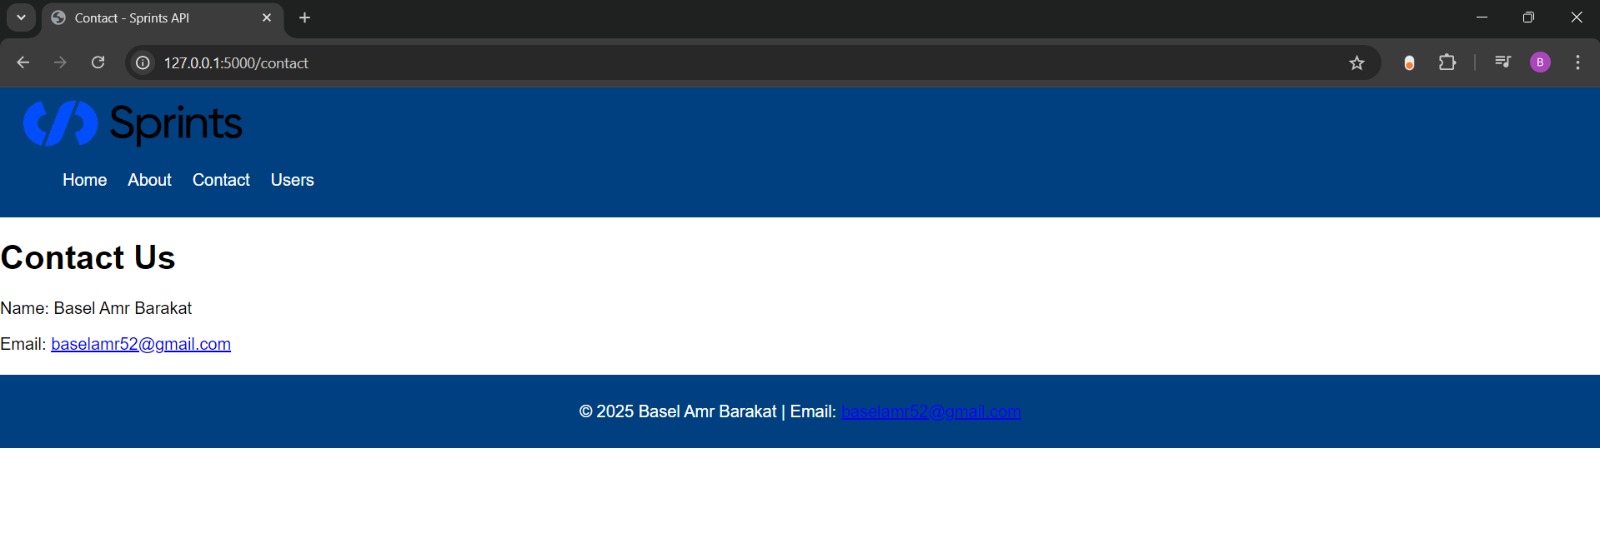 Contact - Sprints API
127.0.0.1:5000/contact
B
Sprints
Home About Contact Users
Contact Us
Name: Basel Amr Barakat
Email: baselamr52@gmail.com
© 2025 Basel Amr Barakat | Email: baselamr52@gmail.com